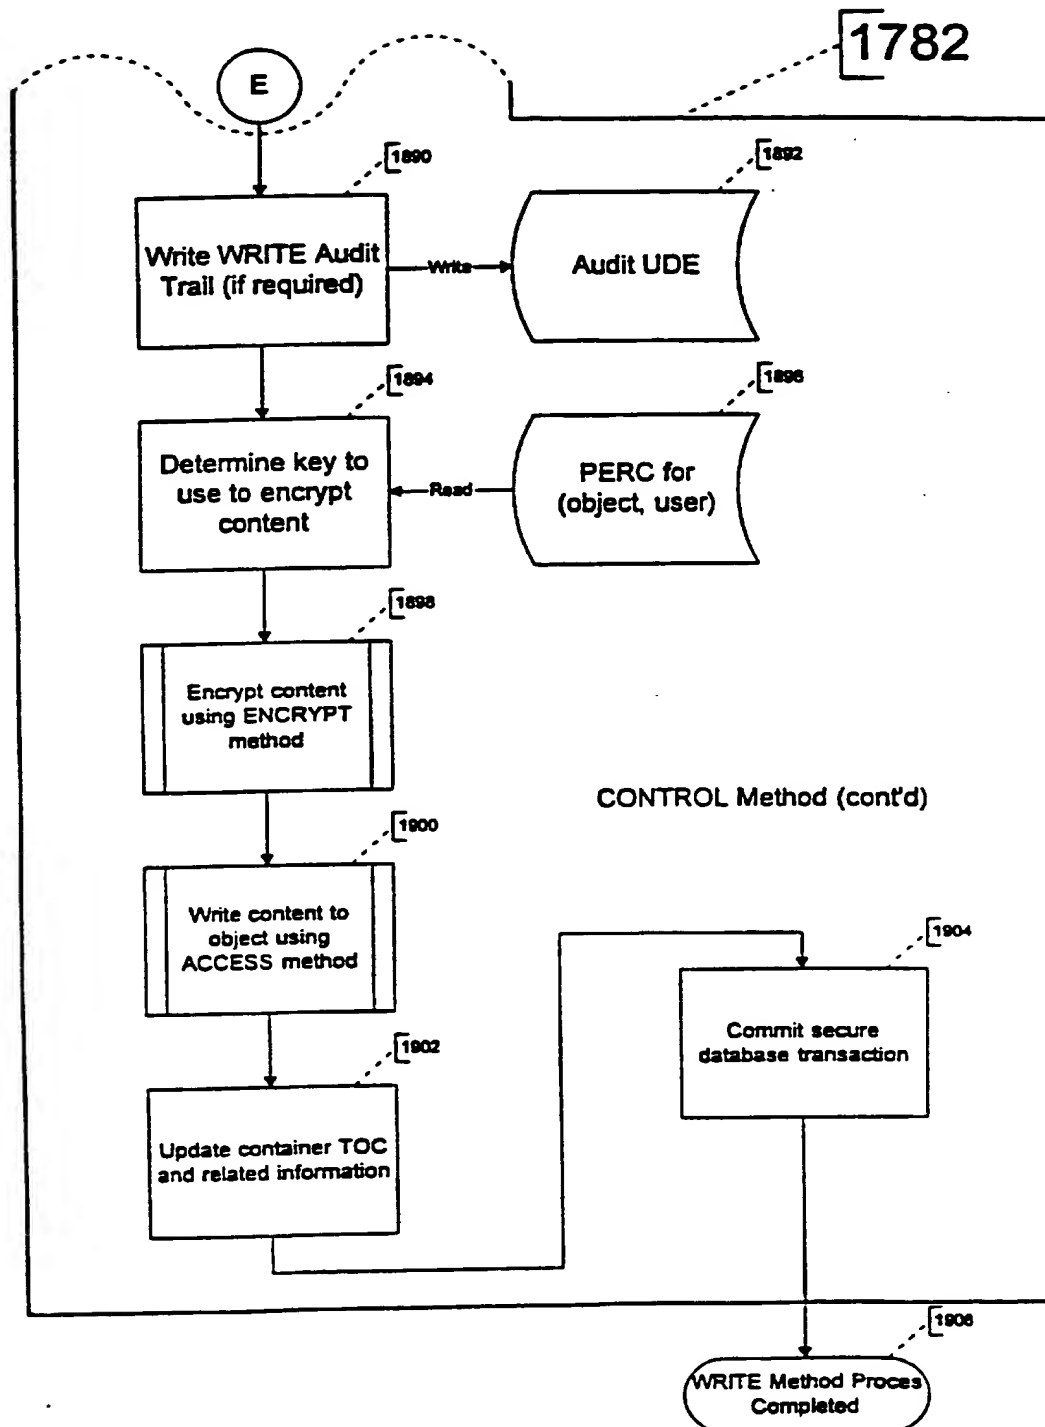 1782
E
1890
1892
Write WRITE Audit
Trail (if required)
Write
Audit UDE
1894
1896
Determine key to
use to encrypt
content
Read
PERC for
(object, user)
1898
Encrypt content
using ENCRYPT
method
CONTROL Method (cont'd)
1900
Write content to
object using
ACCESS method
1904
Commit secure
database transaction
1902
Update container TOC
and related information
1906
WRITE Method Proces
Completed